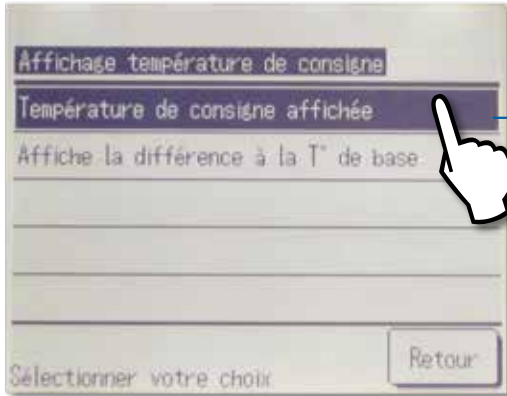 Affichage température de consigne
Température de consigne affichée
Affiche la différence à la T° de base
Sélectionner votre choix
Retour